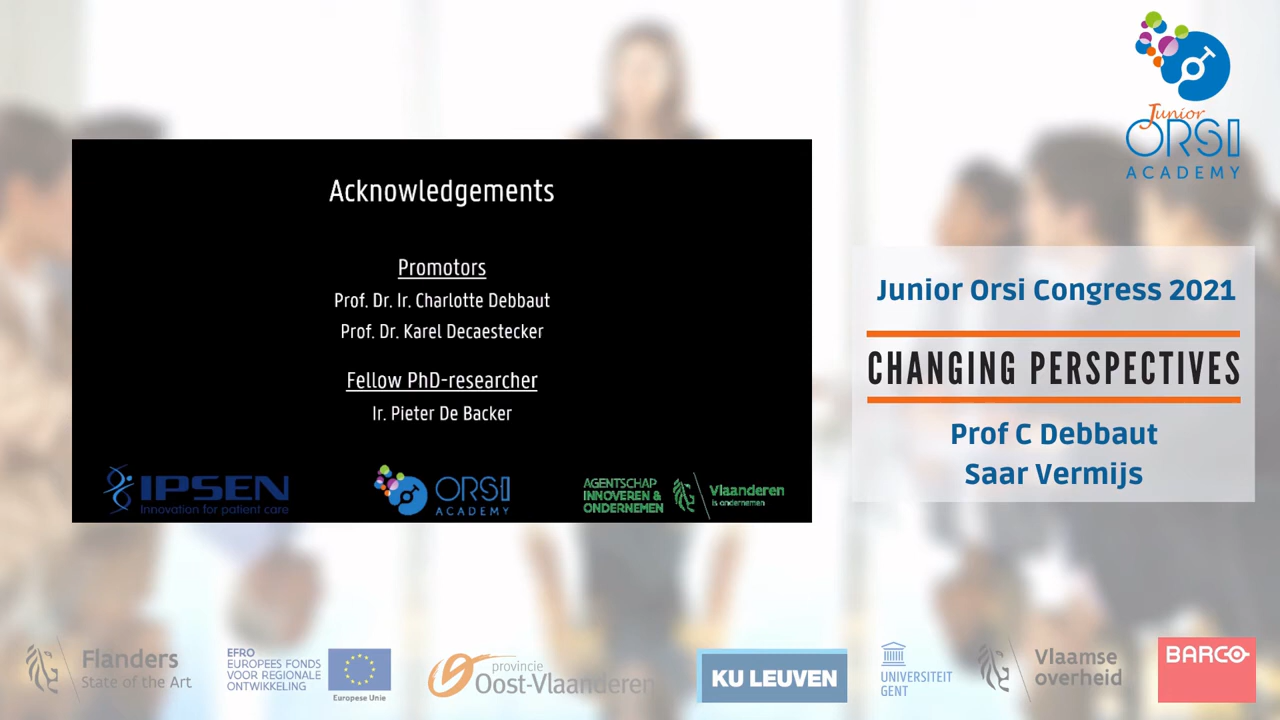 Junior
ORSI
ACADEMY
Acknowledgements
Promotors
Prof. Dr. Ir. Charlotte Debbaut
Prof. Dr. Karel Decaestecker
Fellow PhD-researcher
Ir. Pieter De Backer
IPSEN
Innovation for patient care
ORSI
ACADEMY
AGENTSCHAP
INNOVEREN &
ONDERNEMEN
Vlaanderen
is ondernemen
Junior Orsi Congress 2021
CHANGING PERSPECTIVES
Prof C Debbaut
Saar Vermijs
Flanders
State of the Art
EFRO
EUROPEES FONDS
VOOR REGIONALE
ONTWIKKELING
Europese Unie
provincie
Oost-Vlaanderen
KU LEUVEN
UNIVERSITEIT
GENT
Vlaamse
overheid
BARCO